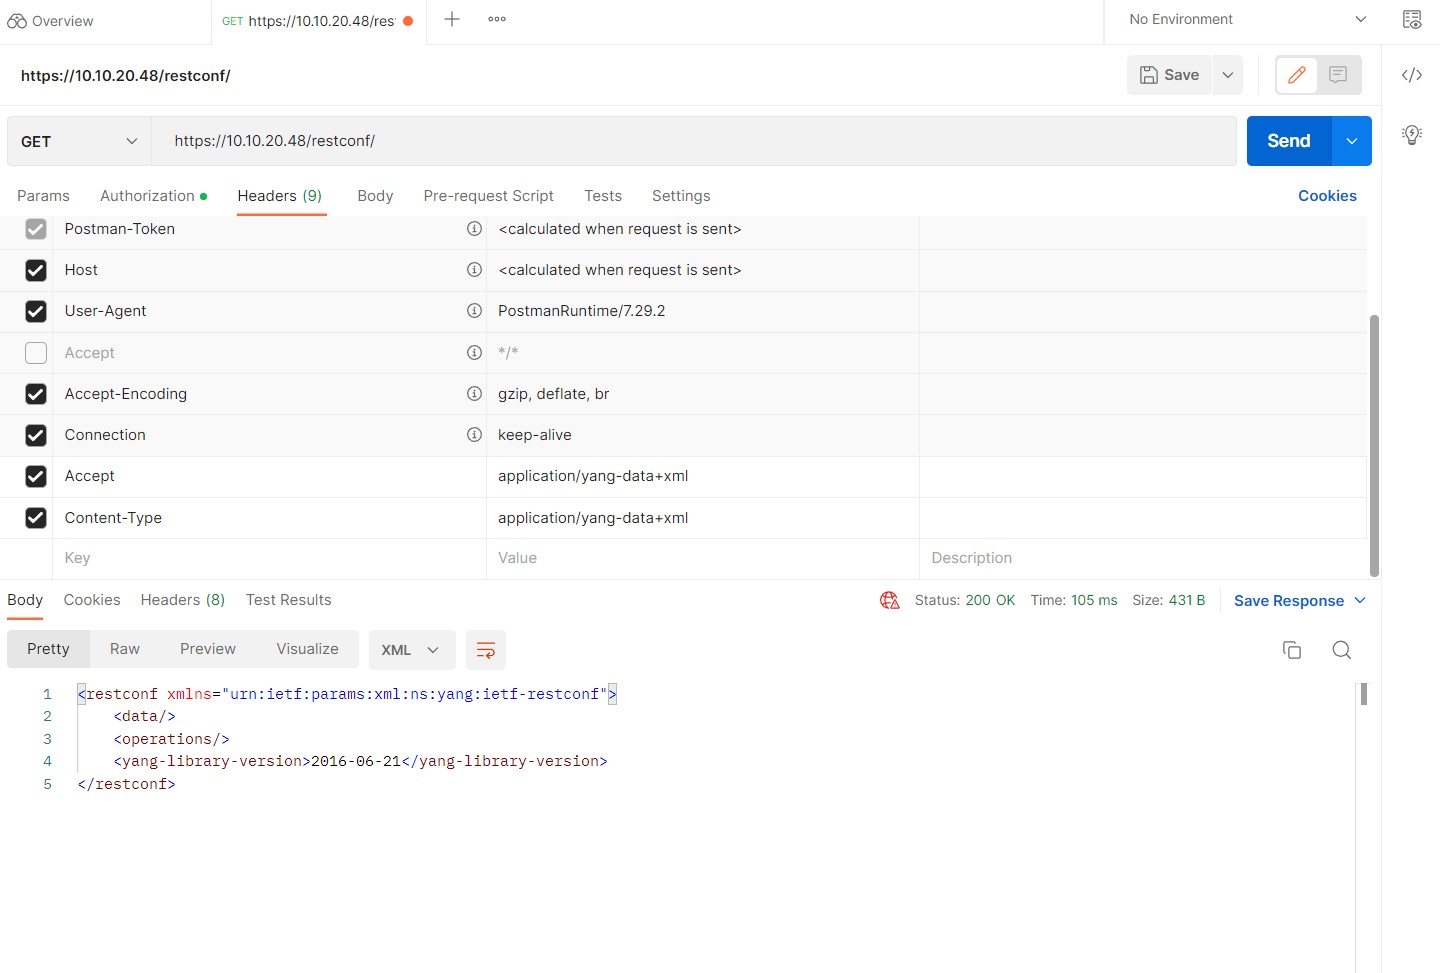 Overview
GET https://10.10.20.48/res
No Environment
https://10.10.20.48/restconf/
Save
GET
https://10.10.20.48/restconf/
Send
Params
Authorization
Headers (9)
Body
Pre-request Script
Tests
Settings
Cookies
Postman-Token <calculated when request is sent>
Host <calculated when request is sent>
User-Agent PostmanRuntime/7.29.2
Accept */*
Accept-Encoding gzip, deflate, br
Connection keep-alive
Accept application/yang-data+xml
Content-Type application/yang-data+xml
Key Value Description
Body Cookies Headers (8) Test Results Status: 200 OK Time: 105 ms Size: 431 B Save Response
Pretty Raw Preview Visualize XML
1 <restconf xmlns="urn:ietf:params:xml:ns:yang:ietf-restconf">
2 <data/>
3 <operations/>
4 <yang-library-version>2016-06-21</yang-library-version>
5 </restconf>